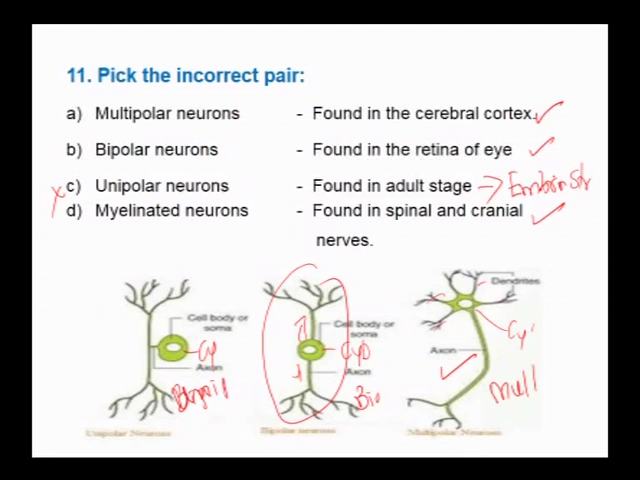 11. Pick the incorrect pair:
a) Multipolar neurons - Found in the cerebral cortex.
b) Bipolar neurons - Found in the retina of eye
c) Unipolar neurons - Found in adult stage →
d) Myelinated neurons - Found in spinal and cranial
nerves.
Dendrites
Cell body or
soma
Cell body or
soma
Axon
Axon
Axon
Unipolar Neurons
Bipolar neurons
Multipolar Neurons